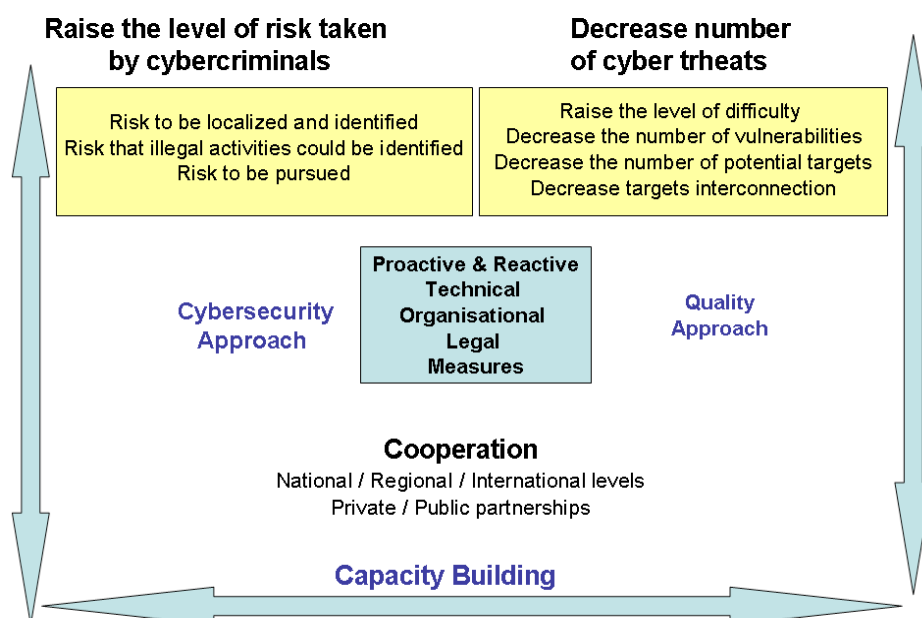 Raise the level of risk taken
by cybercriminals
Decrease number
of cyber trheats
Risk to be localized and identified
Risk that illegal activities could be identified
Risk to be pursued
Raise the level of difficulty
Decrease the number of vulnerabilities
Decrease the number of potential targets
Decrease targets interconnection
Cybersecurity
Approach
Proactive & Reactive
Technical
Organisational
Legal
Measures
Quality
Approach
Cooperation
National / Regional / International levels
Private / Public partnerships
Capacity Building